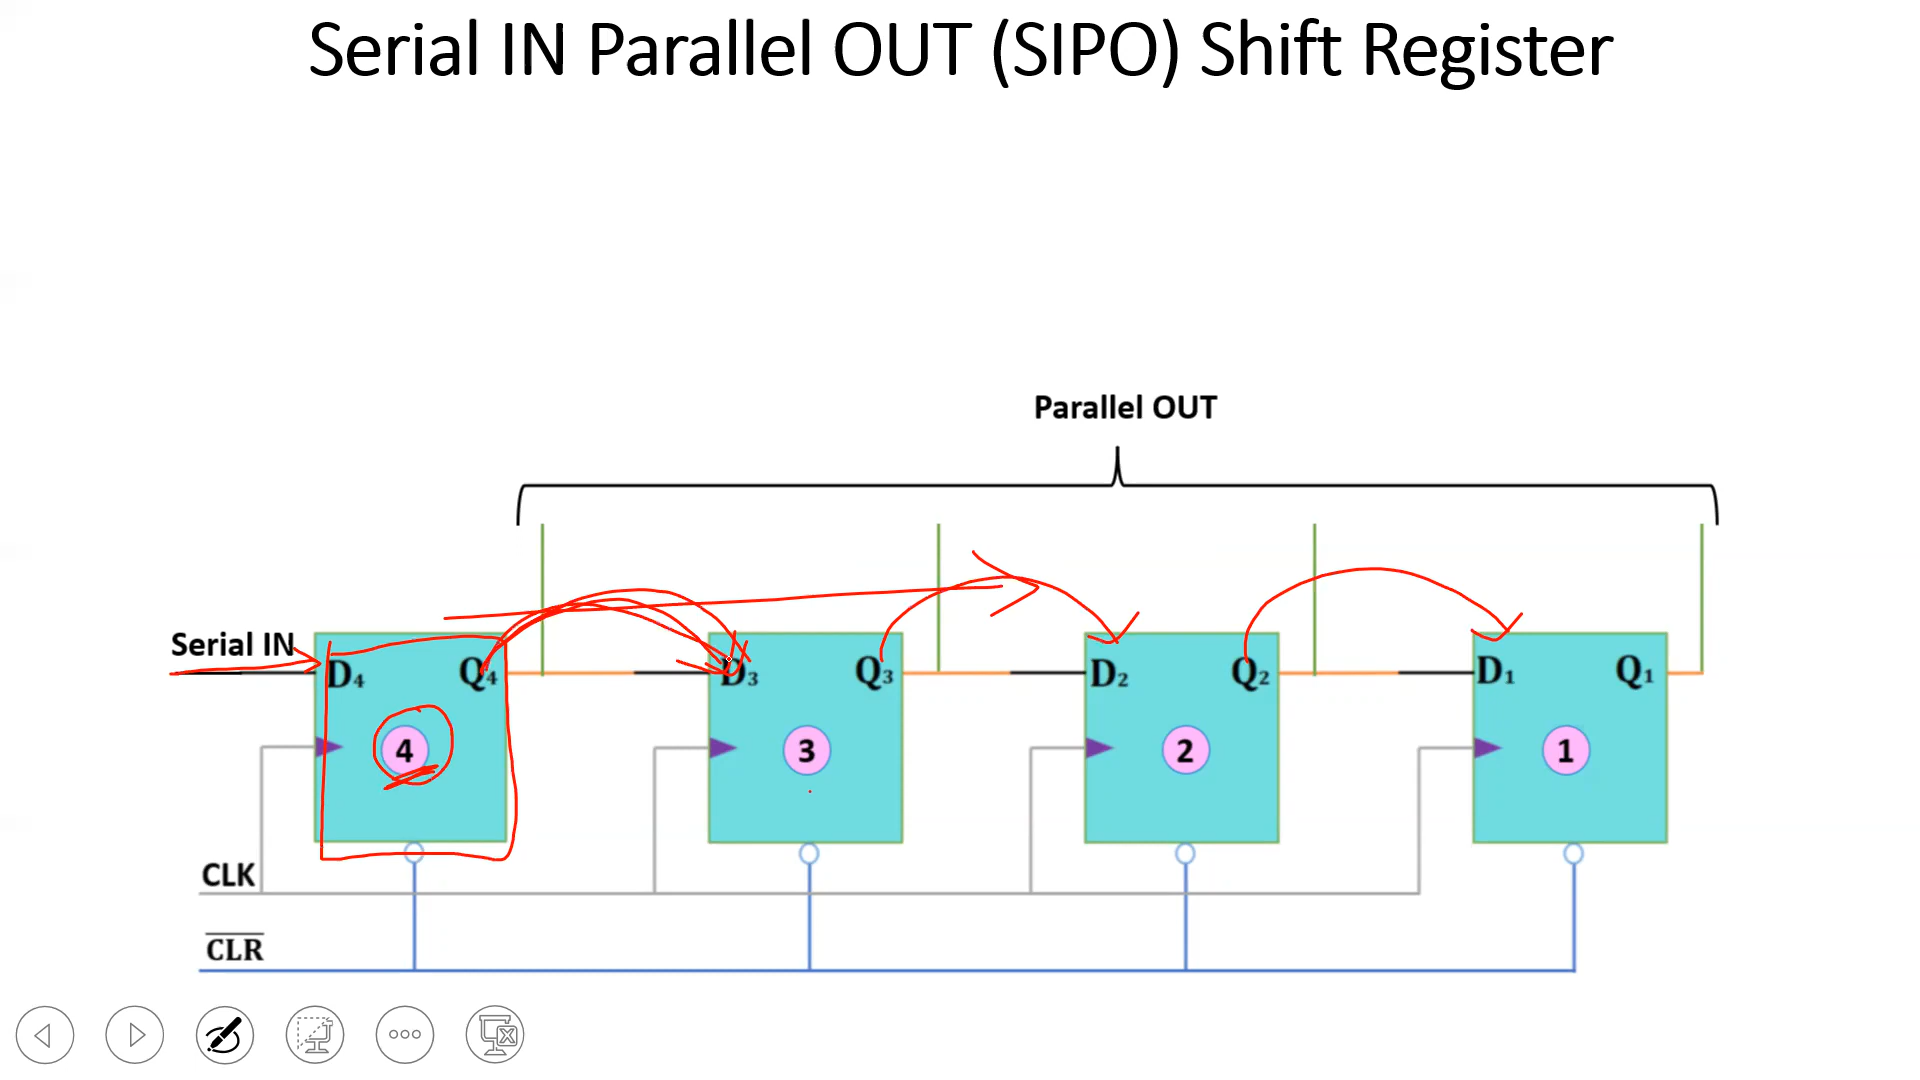 Serial IN Parallel OUT (SIPO) Shift Register
Parallel OUT
Serial IN
D₄ Q₄ D₃ Q₃ D₂ Q₂ D₁ Q₁
4 3 2 1
CLK
C̅L̅R̅